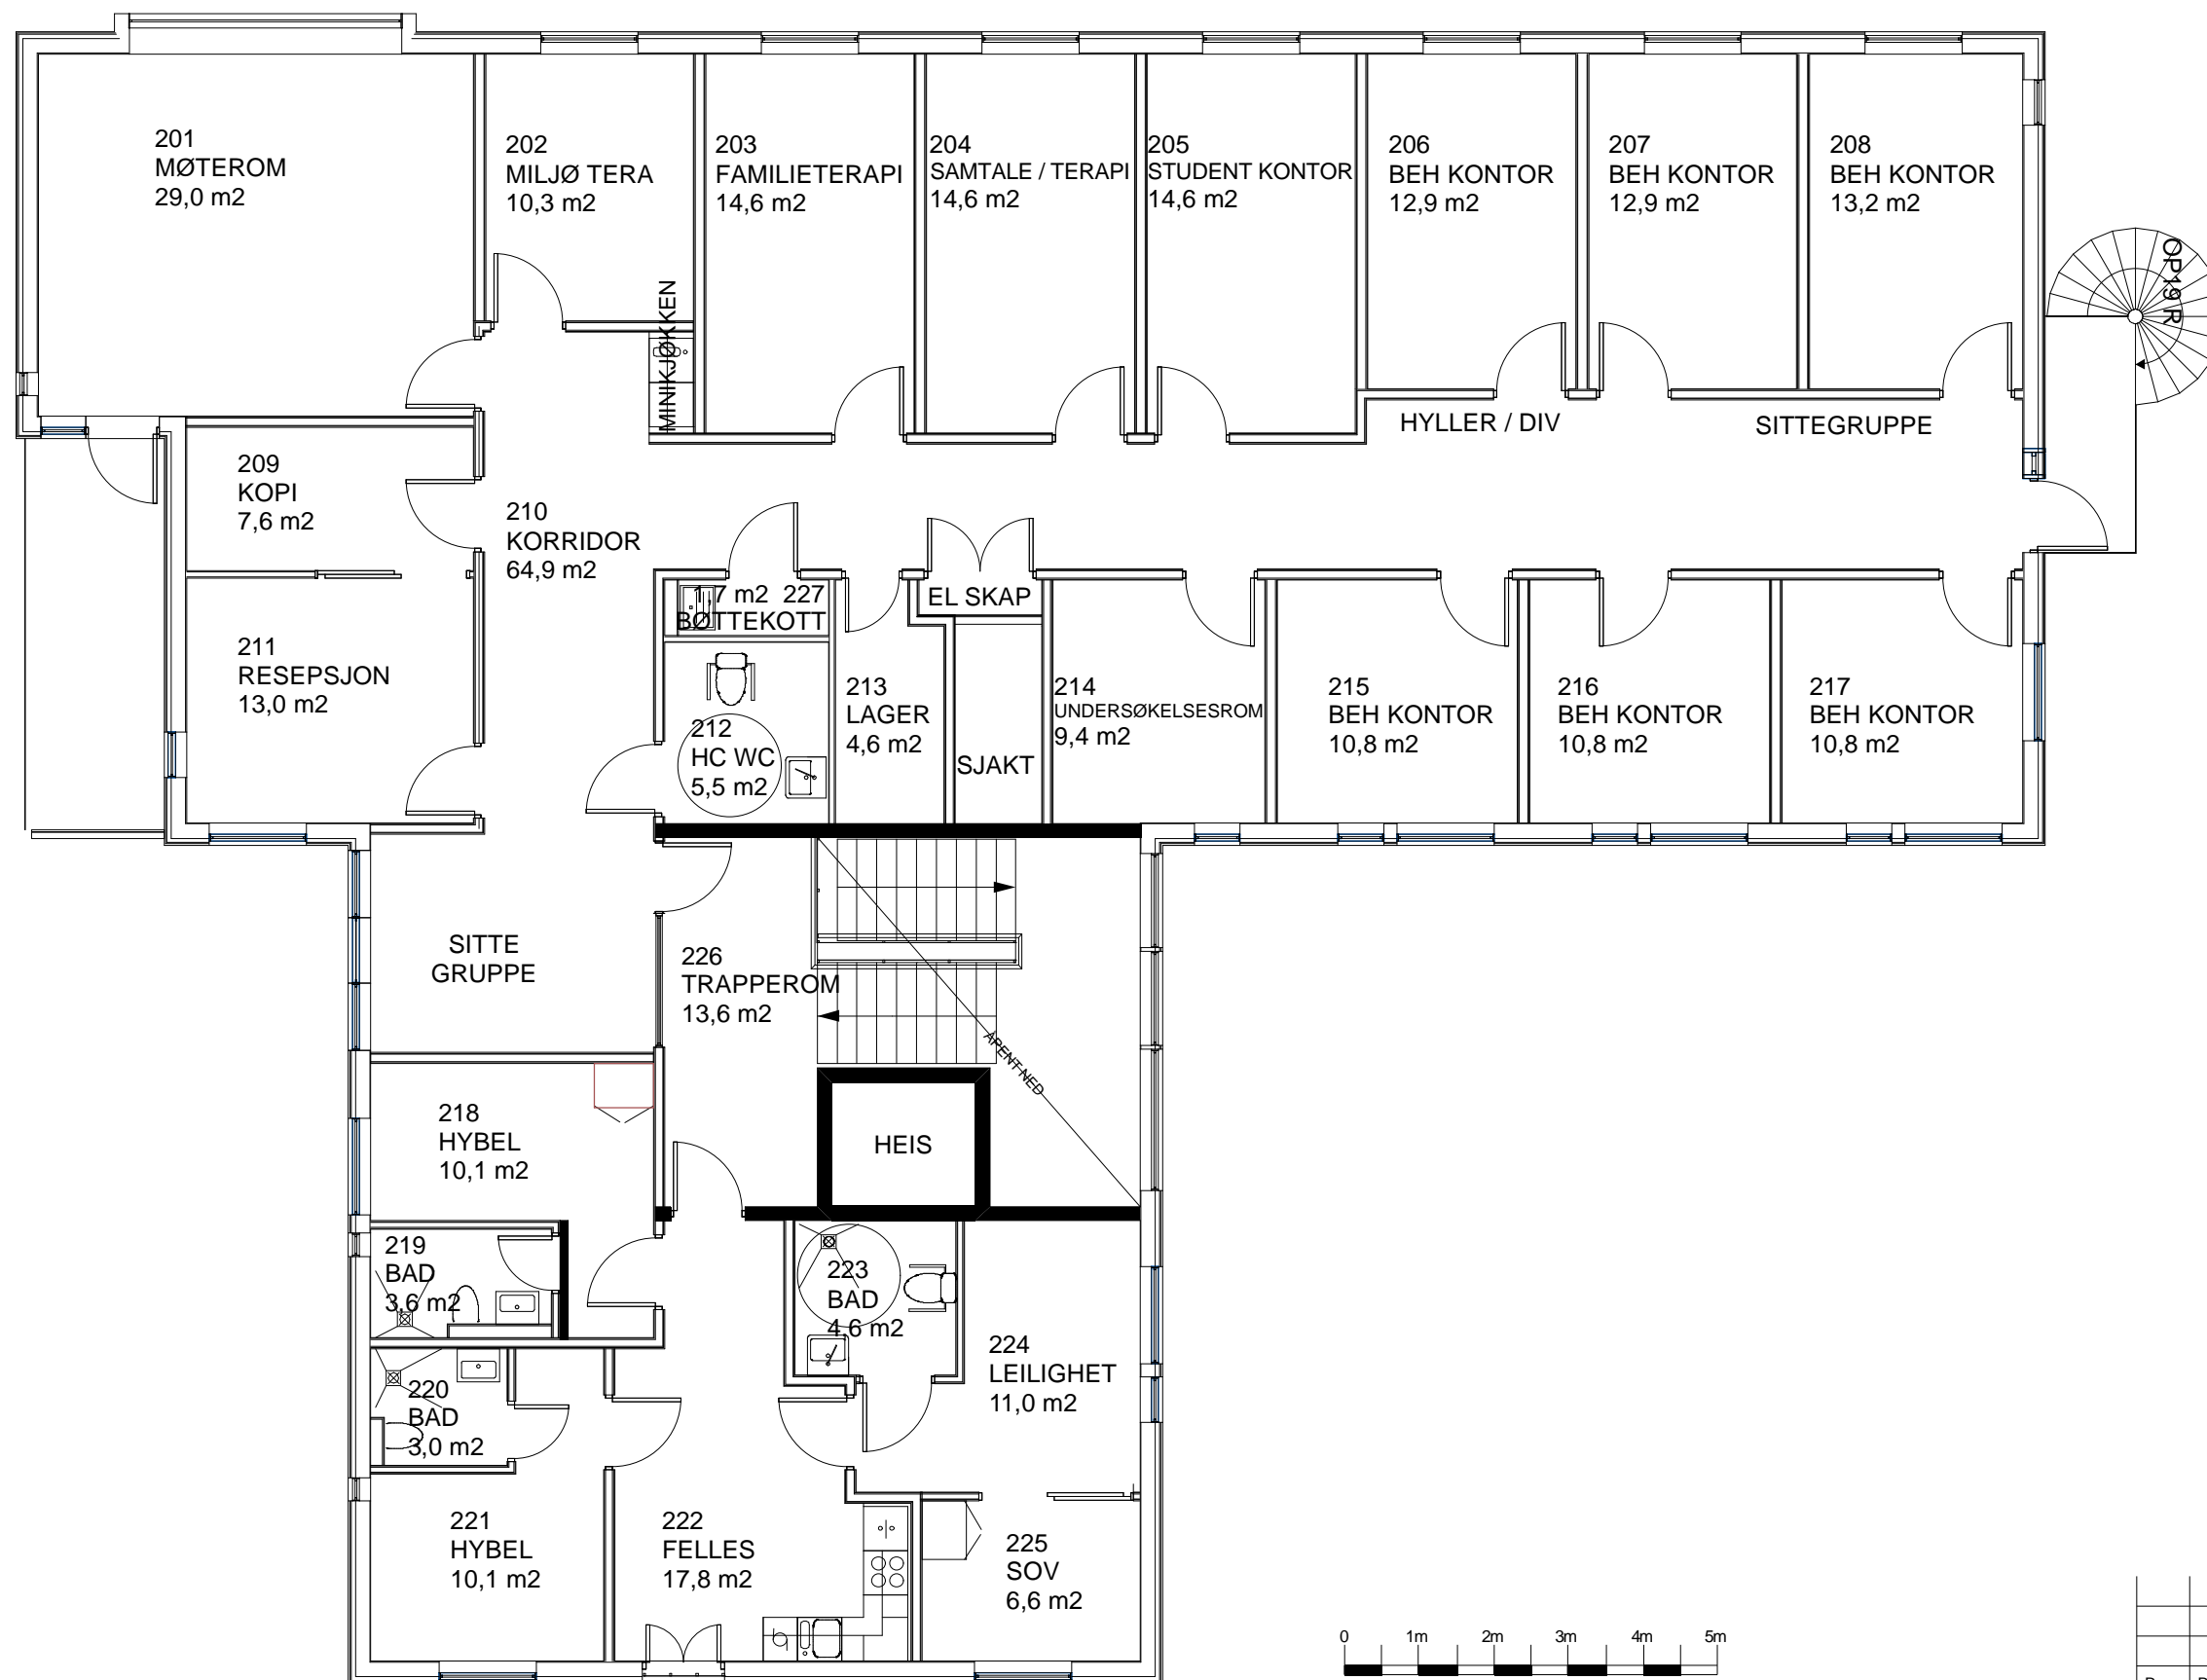 201
MØTEROM
29,0 m2
202
MILJØ TERA
10,3 m2
203
FAMILIETERAPI
14,6 m2
204
SAMTALE / TERAPI
14,6 m2
205
STUDENT KONTOR
14,6 m2
206
BEH KONTOR
12,9 m2
207
BEH KONTOR
12,9 m2
208
BEH KONTOR
13,2 m2
OP19 R
MINIKJØKKEN
HYLLER / DIV
SITTEGRUPPE
209
KOPI
7,6 m2
210
KORRIDOR
64,9 m2
1,7 m2 227
BØTTEKOTT
EL SKAP
211
RESEPSJON
13,0 m2
212
HC WC
5,5 m2
213
LAGER
4,6 m2
SJAKT
214
UNDERSØKELSESROM
9,4 m2
215
BEH KONTOR
10,8 m2
216
BEH KONTOR
10,8 m2
217
BEH KONTOR
10,8 m2
SITTE
GRUPPE
226
TRAPPEROM
13,6 m2
ÅPENT NED
HEIS
218
HYBEL
10,1 m2
219
BAD
3,6 m2
223
BAD
4,6 m2
224
LEILIGHET
11,0 m2
220
BAD
3,0 m2
221
HYBEL
10,1 m2
222
FELLES
17,8 m2
225
SOV
6,6 m2
0 1m 2m 3m 4m 5m